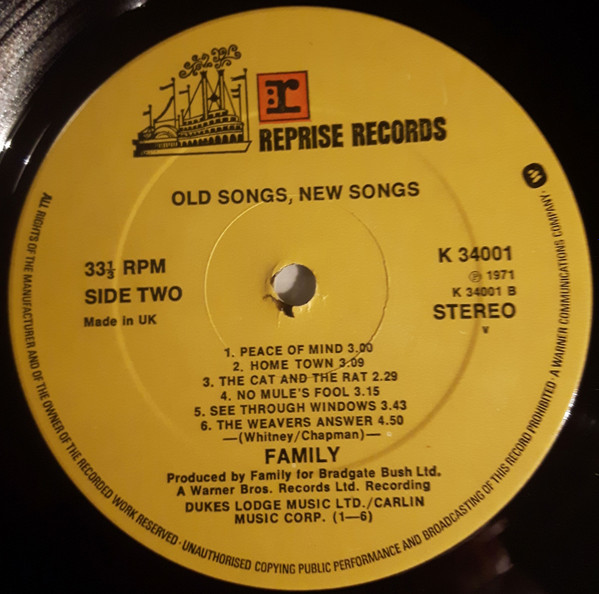 r
REPRISE RECORDS
OLD SONGS, NEW SONGS
33⅓ RPM
SIDE TWO
Made in UK
K 34001
Ⓟ 1971
K 34001 B
STEREO
V
1. PEACE OF MIND 3.00
2. HOME TOWN 3.09
3. THE CAT AND THE RAT 2.29
4. NO MULE'S FOOL 3.15
5. SEE THROUGH WINDOWS 3.43
6. THE WEAVERS ANSWER 4.50
—(Whitney/Chapman)—
FAMILY
Produced by Family for Bradgate Bush Ltd.
A Warner Bros. Records Ltd. Recording
DUKES LODGE MUSIC LTD./CARLIN
MUSIC CORP. (1—6)
ALL RIGHTS OF THE MANUFACTURER AND OF THE OWNER OF THE RECORDED WORK RESERVED · UNAUTHORISED COPYING PUBLIC PERFORMANCE AND BROADCASTING OF THIS RECORD PROHIBITED · A WARNER COMMUNICATIONS COMPANY ·